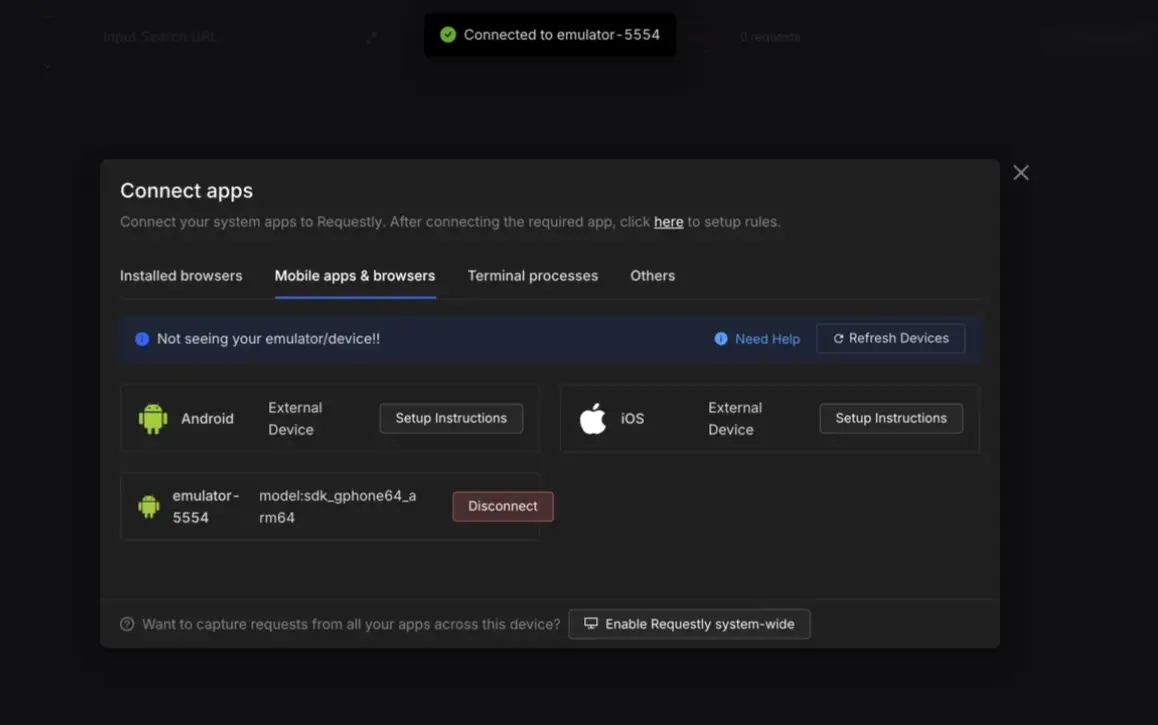 Input Search URL
0 requests
Connected to emulator-5554
Connect apps
Connect your system apps to Requestly. After connecting the required app, click here to setup rules.
Installed browsers
Mobile apps & browsers
Terminal processes
Others
Not seeing your emulator/device!!
Need Help
Refresh Devices
Android
External
Device
Setup Instructions
iOS
External
Device
Setup Instructions
emulator-
5554
model:sdk_gphone64_a
rm64
Disconnect
Want to capture requests from all your apps across this device?
Enable Requestly system-wide